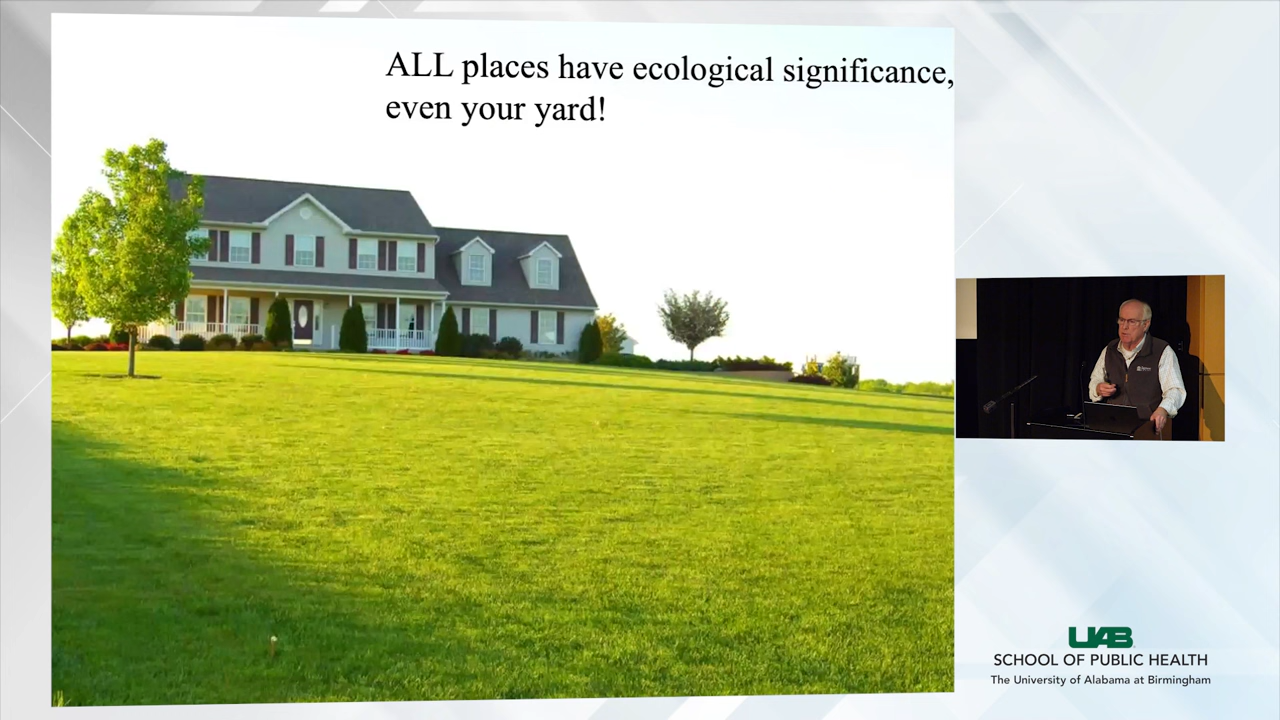 ALL places have ecological significance,
even your yard!
UAB
SCHOOL OF PUBLIC HEALTH
The University of Alabama at Birmingham